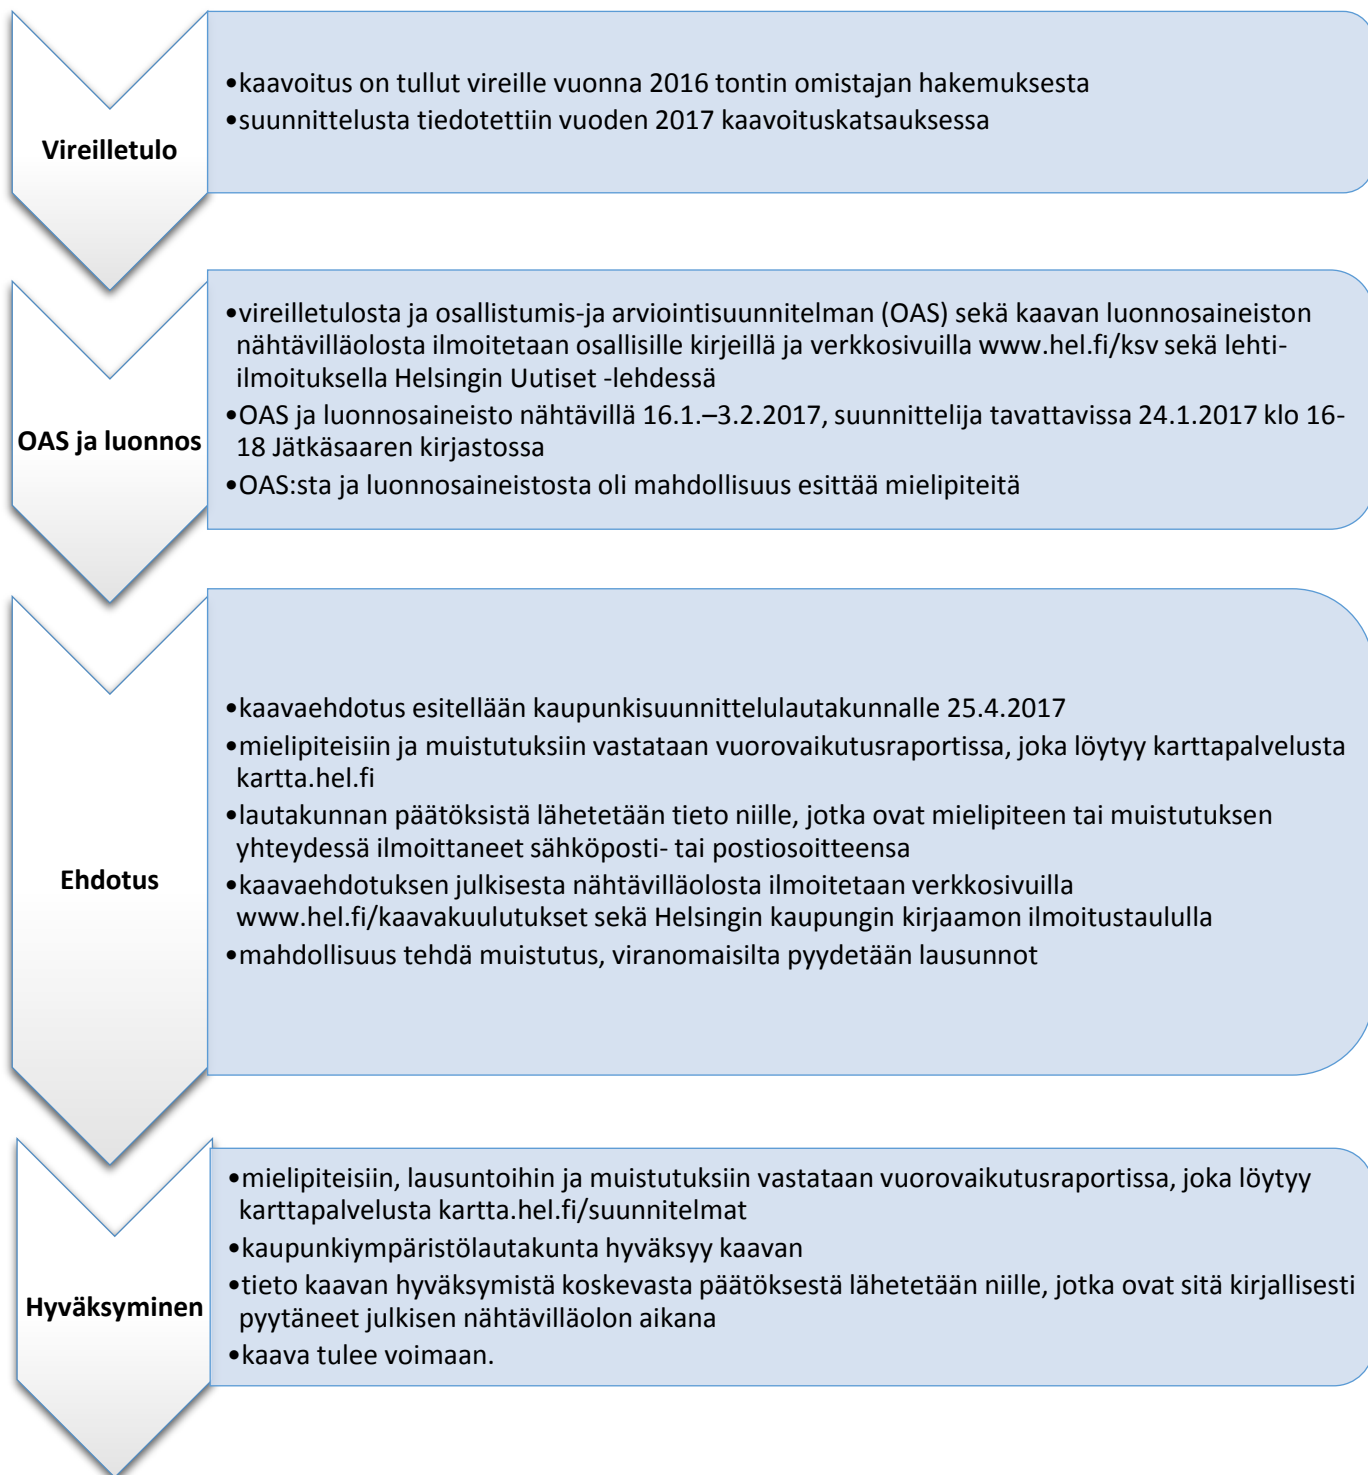 Vireilletulo
•kaavoitus on tullut vireille vuonna 2016 tontin omistajan hakemuksesta
•suunnittelusta tiedotettiin vuoden 2017 kaavoituskatsauksessa
OAS ja luonnos
•vireilletulosta ja osallistumis-ja arviointisuunnitelman (OAS) sekä kaavan luonnosaineiston
nähtävilläolosta ilmoitetaan osallisille kirjeillä ja verkkosivuilla www.hel.fi/ksv sekä lehti-
ilmoituksella Helsingin Uutiset -lehdessä
•OAS ja luonnosaineisto nähtävillä 16.1.–3.2.2017, suunnittelija tavattavissa 24.1.2017 klo 16-
18 Jätkäsaaren kirjastossa
•OAS:sta ja luonnosaineistosta oli mahdollisuus esittää mielipiteitä
Ehdotus
•kaavaehdotus esitellään kaupunkisuunnittelulautakunnalle 25.4.2017
•mielipiteisiin ja muistutuksiin vastataan vuorovaikutusraportissa, joka löytyy karttapalvelusta
kartta.hel.fi
•lautakunnan päätöksistä lähetetään tieto niille, jotka ovat mielipiteen tai muistutuksen
yhteydessä ilmoittaneet sähköposti- tai postiosoitteensa
•kaavaehdotuksen julkisesta nähtävilläolosta ilmoitetaan verkkosivuilla
www.hel.fi/kaavakuulutukset sekä Helsingin kaupungin kirjaamon ilmoitustaululla
•mahdollisuus tehdä muistutus, viranomaisilta pyydetään lausunnot
Hyväksyminen
•mielipiteisiin, lausuntoihin ja muistutuksiin vastataan vuorovaikutusraportissa, joka löytyy
karttapalvelusta kartta.hel.fi/suunnitelmat
•kaupunkiympäristölautakunta hyväksyy kaavan
•tieto kaavan hyväksymistä koskevasta päätöksestä lähetetään niille, jotka ovat sitä kirjallisesti
pyytäneet julkisen nähtävilläolon aikana
•kaava tulee voimaan.